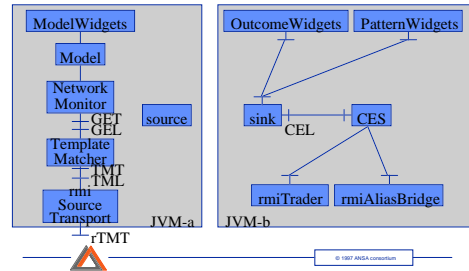 ModelWidgets
Model
Network
Monitor
GET
GEL
source
Template
Matcher
TMT
TML
rmi
Source
Transport
JVM-a
rTMT
OutcomeWidgets
PatternWidgets
sink
CEL
CES
rmiTrader
rmiAliasBridge
JVM-b
© 1997 ANSA consortium